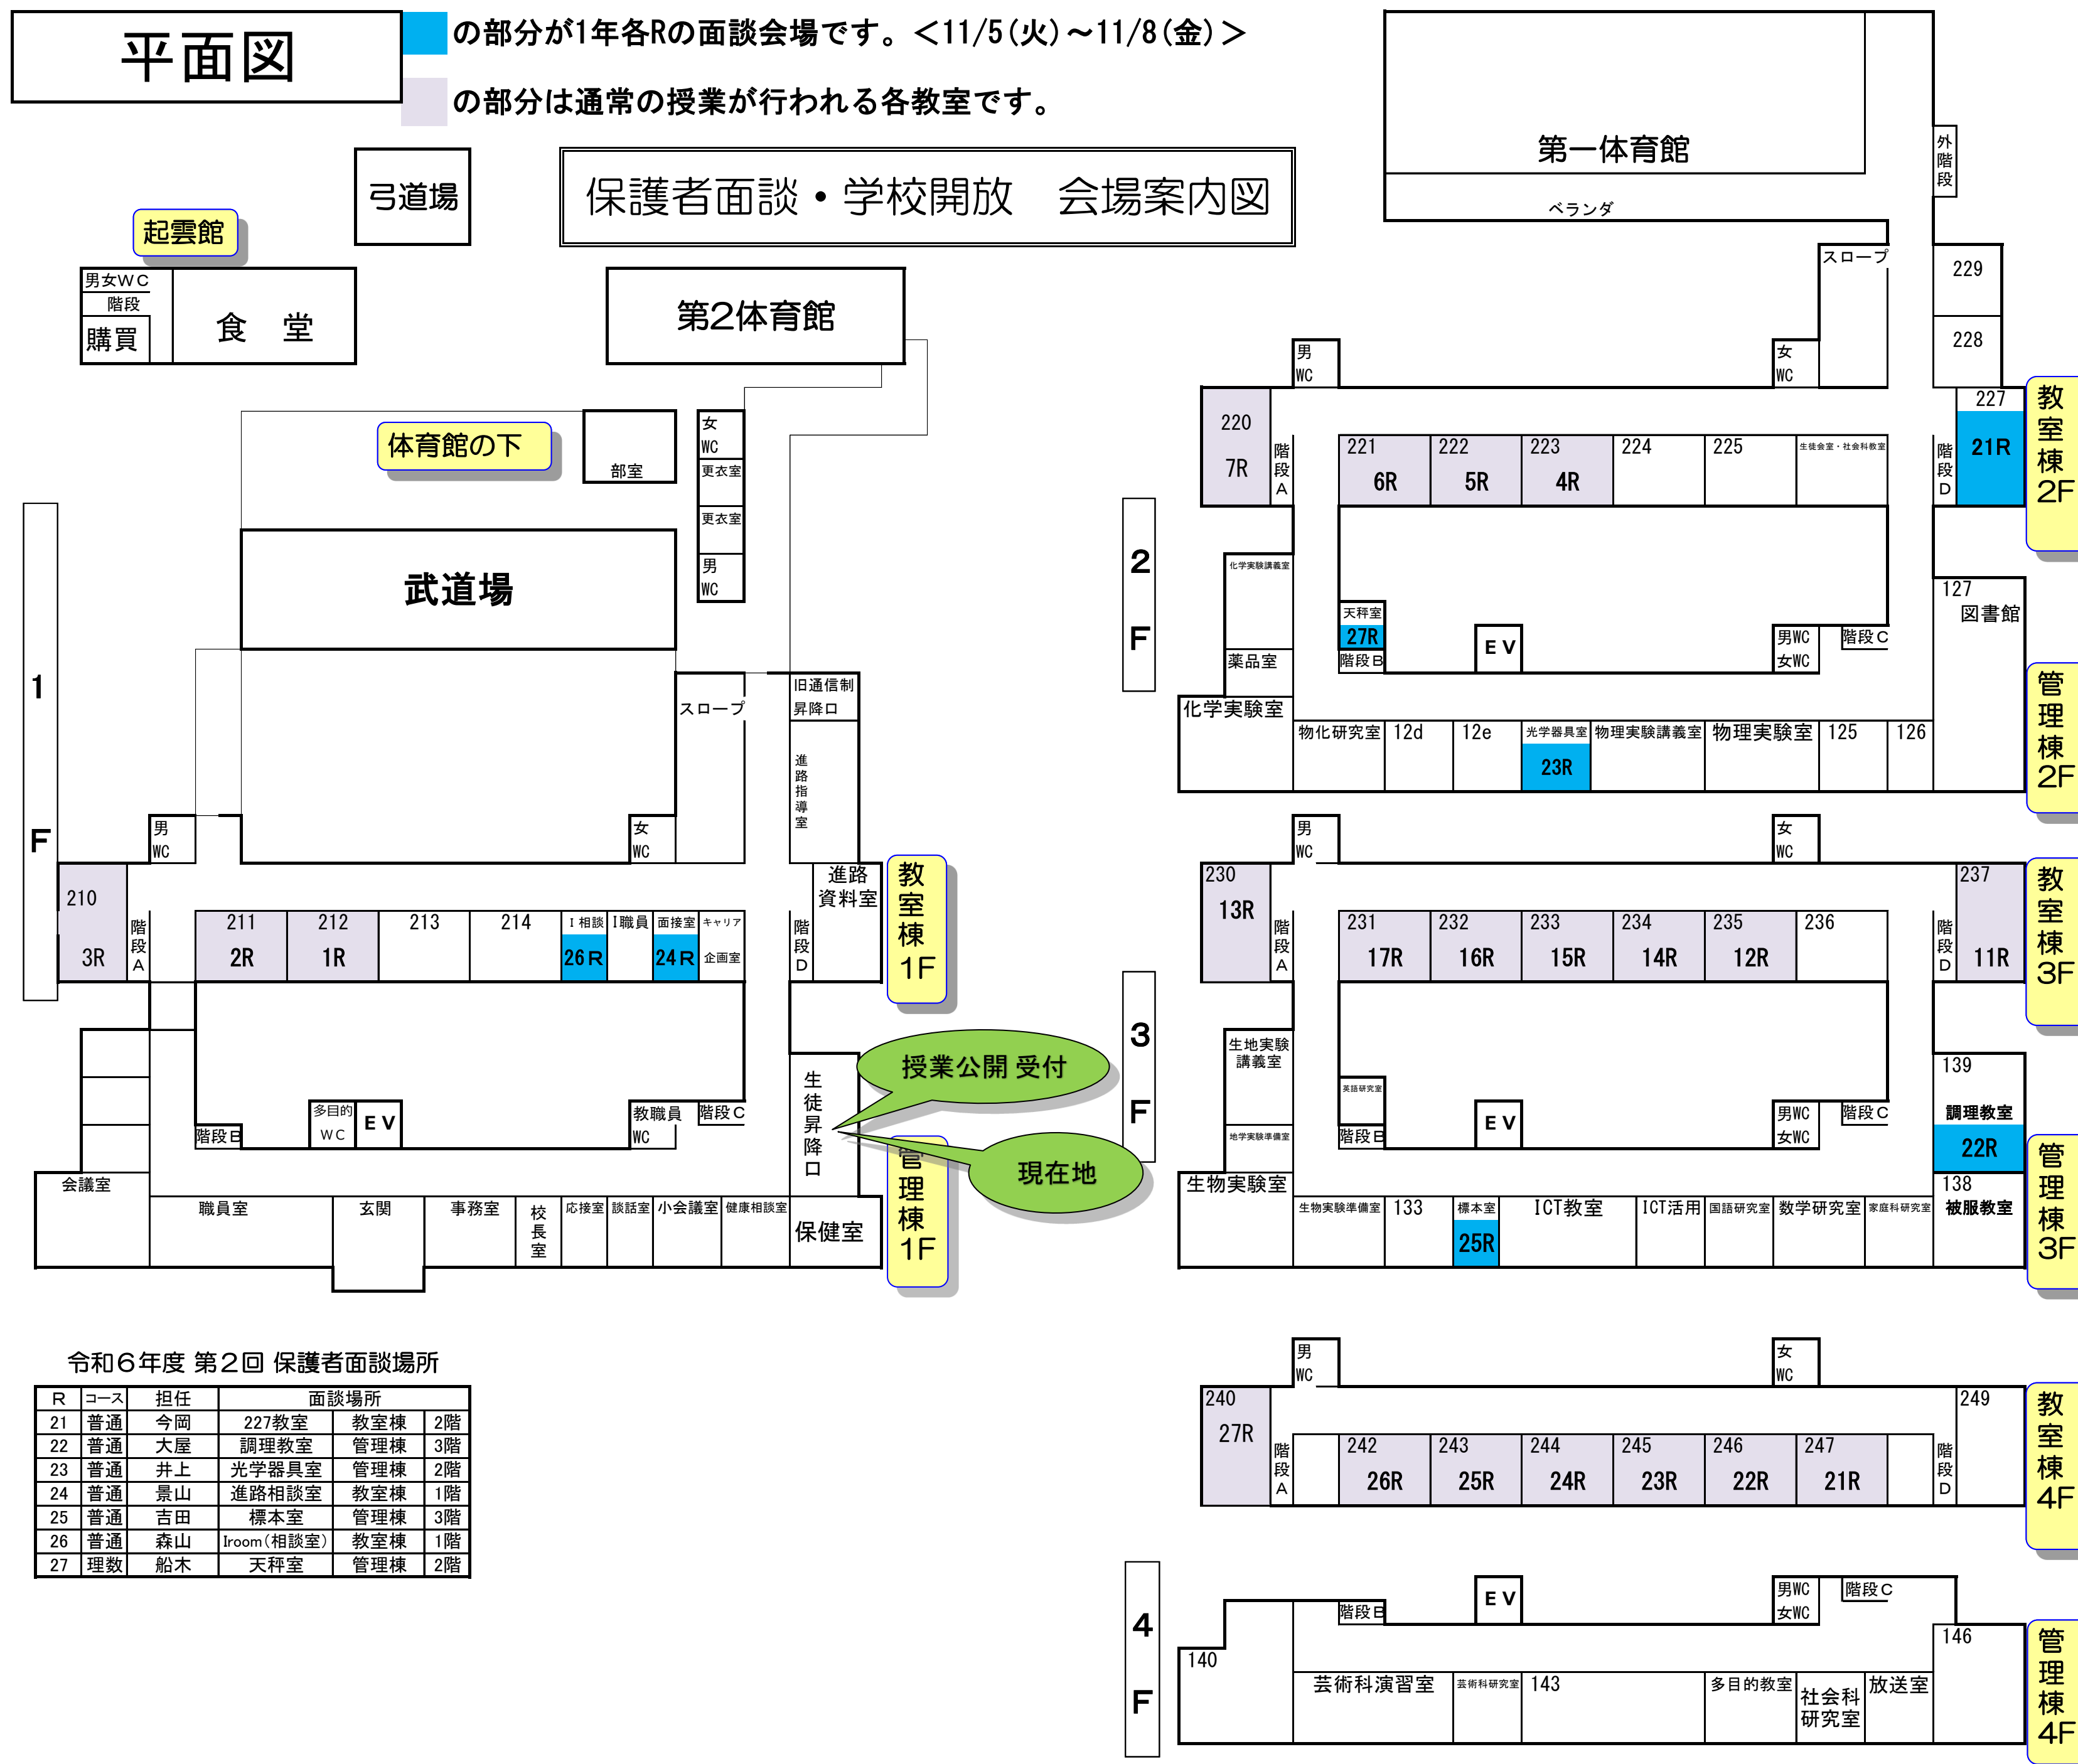 平面図
の部分が1年各Rの面談会場です。＜11/5(火)～11/8(金)＞
の部分は通常の授業が行われる各教室です。
保護者面談・学校開放　会場案内図
弓道場
起雲館
男女WC
階段
購買
食　堂
第2体育館
体育館の下
部室
女
WC
更衣室
更衣室
男
WC
武道場
1
F
スロープ
旧通信制
昇降口
進路指導室
男
WC
女
WC
210
3R
階段A
211
2R
212
1R
213
214
Ⅰ相談
26R
Ⅰ職員
面接室
24R
キャリア
企画室
階段D
進路
資料室
教室棟1F
階段B
多目的
WC
EV
教職員
WC
階段C
生徒昇降口
授業公開 受付
現在地
管理棟1F
会議室
職員室
玄関
事務室
校長室
応接室
談話室
小会議室
健康相談室
保健室
令和6年度 第2回 保護者面談場所
R コース 担任 面談場所
21 普通 今岡 227教室 教室棟 2階
22 普通 大屋 調理教室 管理棟 3階
23 普通 井上 光学器具室 管理棟 2階
24 普通 景山 進路相談室 教室棟 1階
25 普通 吉田 標本室 管理棟 3階
26 普通 森山 Iroom(相談室) 教室棟 1階
27 理数 船木 天秤室 管理棟 2階
第一体育館
ベランダ
外階段
スロープ
229
228
男
WC
女
WC
227
21R
教室棟2F
220
7R
階段A
221
6R
222
5R
223
4R
224
225
生徒会室・社会科教室
階段D
2
F
化学実験講義室
薬品室
化学実験室
天秤室
27R
階段B
EV
男WC
女WC
階段C
127
図書館
物化研究室
12d
12e
光学器具室
23R
物理実験講義室
物理実験室
125
126
管理棟2F
男
WC
女
WC
230
13R
階段A
231
17R
232
16R
233
15R
234
14R
235
12R
236
階段D
237
11R
教室棟3F
3
F
生地実験
講義室
地学実験準備室
生物実験室
英語研究室
階段B
EV
男WC
女WC
階段C
139
調理教室
22R
138
被服教室
生物実験準備室
133
標本室
25R
ICT教室
ICT活用
国語研究室
数学研究室
家庭科研究室
管理棟3F
男
WC
女
WC
240
27R
階段A
242
26R
243
25R
244
24R
245
23R
246
22R
247
21R
階段D
249
教室棟4F
4
F
階段B
EV
男WC
女WC
階段C
140
芸術科演習室
芸術科研究室
143
多目的教室
社会科
研究室
放送室
146
管理棟4F